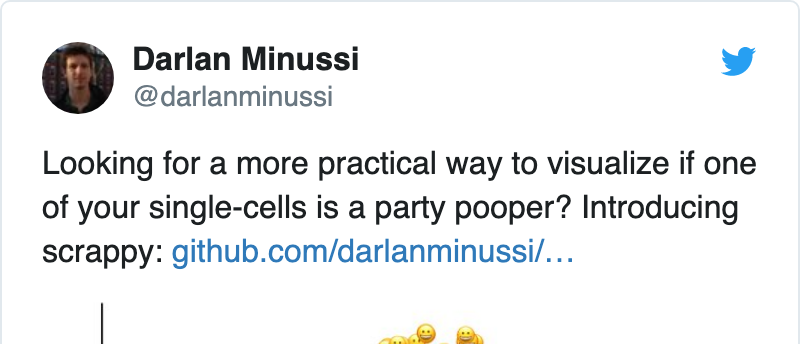 Darlan Minussi
@darlanminussi
Looking for a more practical way to visualize if one
of your single-cells is a party pooper? Introducing
scrappy: github.com/darlanminussi/…